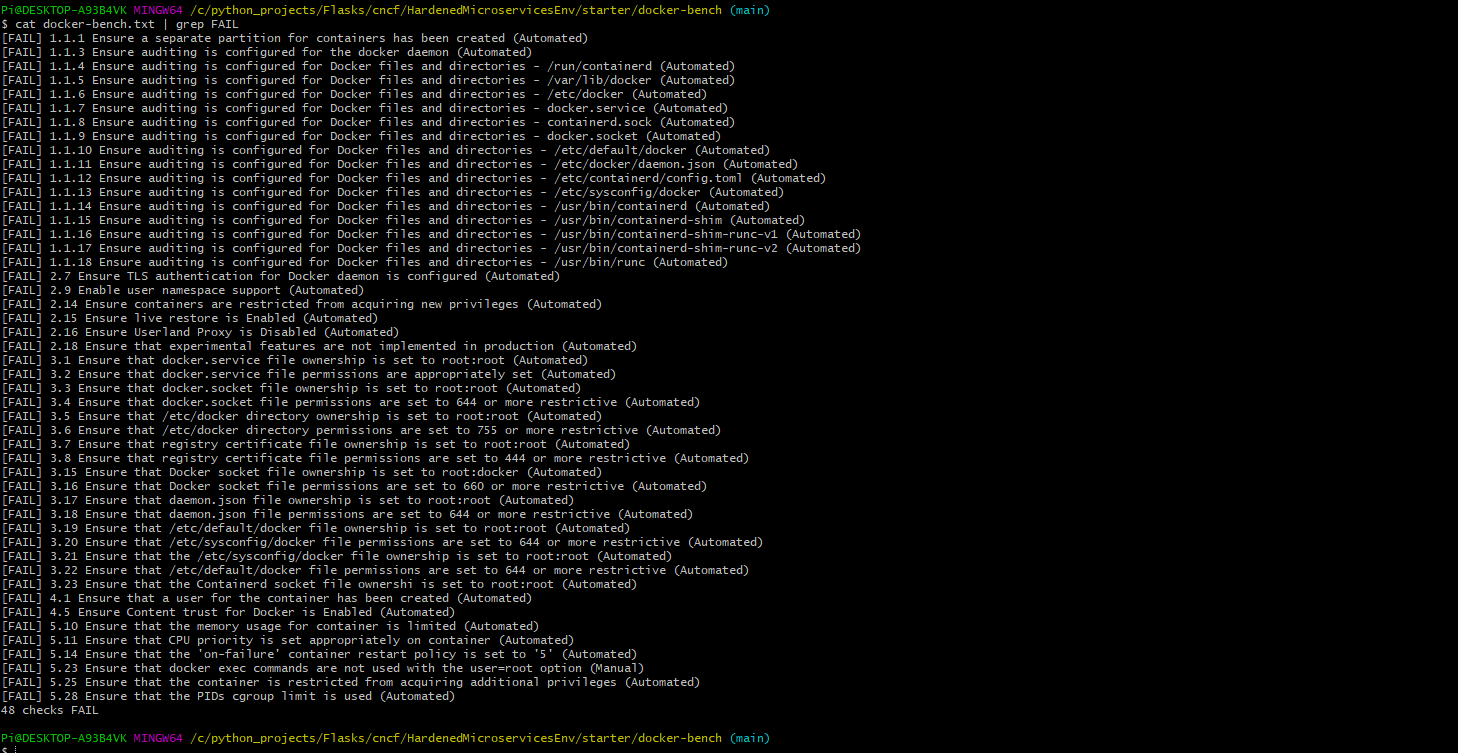 Pi@DESKTOP-A93B4VK MINGW64 /c/python_projects/Flasks/cncf/HardenedMicroservicesEnv/starter/docker-bench (main)
$ cat docker-bench.txt | grep FAIL
[FAIL] 1.1.1 Ensure a separate partition for containers has been created (Automated)
[FAIL] 1.1.3 Ensure auditing is configured for the docker daemon (Automated)
[FAIL] 1.1.4 Ensure auditing is configured for Docker files and directories - /run/containerd (Automated)
[FAIL] 1.1.5 Ensure auditing is configured for Docker files and directories - /var/lib/docker (Automated)
[FAIL] 1.1.6 Ensure auditing is configured for Docker files and directories - /etc/docker (Automated)
[FAIL] 1.1.7 Ensure auditing is configured for Docker files and directories - docker.service (Automated)
[FAIL] 1.1.8 Ensure auditing is configured for Docker files and directories - containerd.sock (Automated)
[FAIL] 1.1.9 Ensure auditing is configured for Docker files and directories - docker.socket (Automated)
[FAIL] 1.1.10 Ensure auditing is configured for Docker files and directories - /etc/default/docker (Automated)
[FAIL] 1.1.11 Ensure auditing is configured for Docker files and directories - /etc/docker/daemon.json (Automated)
[FAIL] 1.1.12 Ensure auditing is configured for Docker files and directories - /etc/containerd/config.toml (Automated)
[FAIL] 1.1.13 Ensure auditing is configured for Docker files and directories - /etc/sysconfig/docker (Automated)
[FAIL] 1.1.14 Ensure auditing is configured for Docker files and directories - /usr/bin/containerd (Automated)
[FAIL] 1.1.15 Ensure auditing is configured for Docker files and directories - /usr/bin/containerd-shim (Automated)
[FAIL] 1.1.16 Ensure auditing is configured for Docker files and directories - /usr/bin/containerd-shim-runc-v1 (Automated)
[FAIL] 1.1.17 Ensure auditing is configured for Docker files and directories - /usr/bin/containerd-shim-runc-v2 (Automated)
[FAIL] 1.1.18 Ensure auditing is configured for Docker files and directories - /usr/bin/runc (Automated)
[FAIL] 2.7 Ensure TLS authentication for Docker daemon is configured (Automated)
[FAIL] 2.9 Enable user namespace support (Automated)
[FAIL] 2.14 Ensure containers are restricted from acquiring new privileges (Automated)
[FAIL] 2.15 Ensure live restore is Enabled (Automated)
[FAIL] 2.16 Ensure Userland Proxy is Disabled (Automated)
[FAIL] 2.18 Ensure that experimental features are not implemented in production (Automated)
[FAIL] 3.1 Ensure that docker.service file ownership is set to root:root (Automated)
[FAIL] 3.2 Ensure that docker.service file permissions are appropriately set (Automated)
[FAIL] 3.3 Ensure that docker.socket file ownership is set to root:root (Automated)
[FAIL] 3.4 Ensure that docker.socket file permissions are set to 644 or more restrictive (Automated)
[FAIL] 3.5 Ensure that /etc/docker directory ownership is set to root:root (Automated)
[FAIL] 3.6 Ensure that /etc/docker directory permissions are set to 755 or more restrictive (Automated)
[FAIL] 3.7 Ensure that registry certificate file ownership is set to root:root (Automated)
[FAIL] 3.8 Ensure that registry certificate file permissions are set to 444 or more restrictive (Automated)
[FAIL] 3.15 Ensure that Docker socket file ownership is set to root:docker (Automated)
[FAIL] 3.16 Ensure that Docker socket file permissions are set to 660 or more restrictive (Automated)
[FAIL] 3.17 Ensure that daemon.json file ownership is set to root:root (Automated)
[FAIL] 3.18 Ensure that daemon.json file permissions are set to 644 or more restrictive (Automated)
[FAIL] 3.19 Ensure that /etc/default/docker file ownership is set to root:root (Automated)
[FAIL] 3.20 Ensure that /etc/sysconfig/docker file permissions are set to 644 or more restrictive (Automated)
[FAIL] 3.21 Ensure that the /etc/sysconfig/docker file ownership is set to root:root (Automated)
[FAIL] 3.22 Ensure that /etc/default/docker file permissions are set to 644 or more restrictive (Automated)
[FAIL] 3.23 Ensure that the Containerd socket file ownershi is set to root:root (Automated)
[FAIL] 4.1 Ensure that a user for the container has been created (Automated)
[FAIL] 4.5 Ensure Content trust for Docker is Enabled (Automated)
[FAIL] 5.10 Ensure that the memory usage for container is limited (Automated)
[FAIL] 5.11 Ensure that CPU priority is set appropriately on container (Automated)
[FAIL] 5.14 Ensure that the 'on-failure' container restart policy is set to '5' (Automated)
[FAIL] 5.23 Ensure that docker exec commands are not used with the user=root option (Manual)
[FAIL] 5.25 Ensure that the container is restricted from acquiring additional privileges (Automated)
[FAIL] 5.28 Ensure that the PIDs cgroup limit is used (Automated)
48 checks FAIL
Pi@DESKTOP-A93B4VK MINGW64 /c/python_projects/Flasks/cncf/HardenedMicroservicesEnv/starter/docker-bench (main)
$